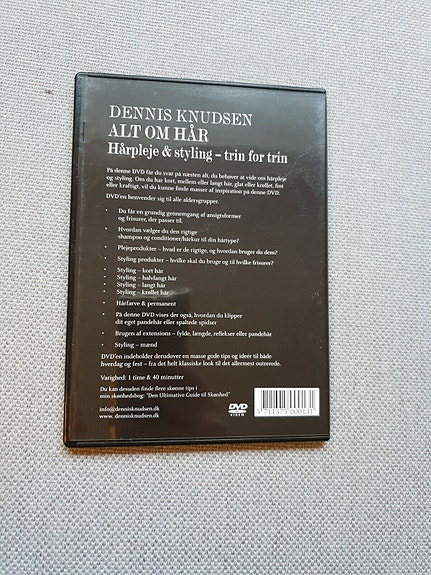 DENNIS KNUDSEN
ALT OM HÅR
Hårpleje & styling – trin for trin
På denne DVD får du svar på næsten alt, du behøver at vide om hårpleje
og styling. Om du har kort, mellem eller langt hår, glat eller krøllet, fint
eller kraftigt, vil du kunne finde masser af inspiration på denne DVD.
DVD'en henvender sig til alle aldersgrupper.
• Du får en grundig gennemgang af ansigtsformer
og frisurer, der passer til.
• Hvordan vælger du den rigtige
shampoo og conditioner/hårkur til din hårtype?
• Plejeprodukter – hvad er de rigtige, og hvordan bruger du dem?
• Styling produkter – hvilke skal du bruge og til hvilke frisurer?
• Styling – kort hår
• Styling – halvlangt hår
• Styling – langt hår
• Styling – krøllet hår
• Hårfarve & permanent
• På denne DVD vises der også, hvordan du klipper
dit eget pandehår eller spaltede spidser
• Brugen af extensions – fylde, længde, reflekser eller pandehår
• Styling – mænd
DVD'en indeholder derudover en masse gode tips og idéer til både
hverdag og fest – fra det helt klassiske look til det allermest outrerede.
Varighed: 1 time & 40 minutter
Du kan desuden finde flere skønne tips i
min skønhedsbog: "Den Ultimative Guide til Skønhed"
info@dennisknudsen.dk
www.dennisknudsen.dk
DVD
VIDEO
5 711375 000131